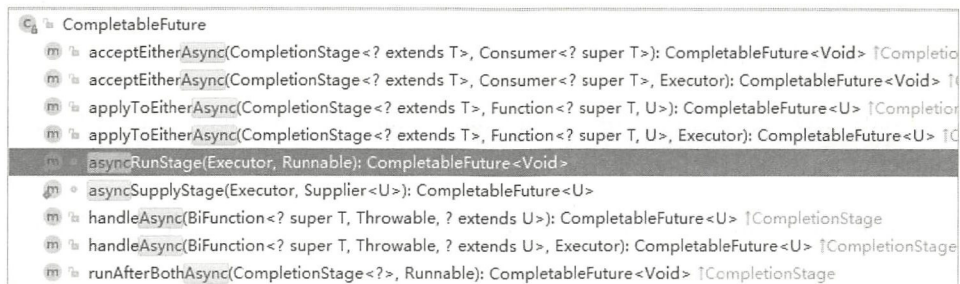 CompletableFuture
acceptEitherAsync(CompletionStage<? extends T>, Consumer<? super T>): CompletableFuture<Void> ↑Completio
acceptEitherAsync(CompletionStage<? extends T>, Consumer<? super T>, Executor): CompletableFuture<Void> ↑
applyToEitherAsync(CompletionStage<? extends T>, Function<? super T, U>): CompletableFuture<U> ↑Completion
applyToEitherAsync(CompletionStage<? extends T>, Function<? super T, U>, Executor): CompletableFuture<U> ↑C
asyncRunStage(Executor, Runnable): CompletableFuture<Void>
asyncSupplyStage(Executor, Supplier<U>): CompletableFuture<U>
handleAsync(BiFunction<? super T, Throwable, ? extends U>): CompletableFuture<U> ↑CompletionStage
handleAsync(BiFunction<? super T, Throwable, ? extends U>, Executor): CompletableFuture<U> ↑CompletionStage
runAfterBothAsync(CompletionStage<?>, Runnable): CompletableFuture<Void> ↑CompletionStage